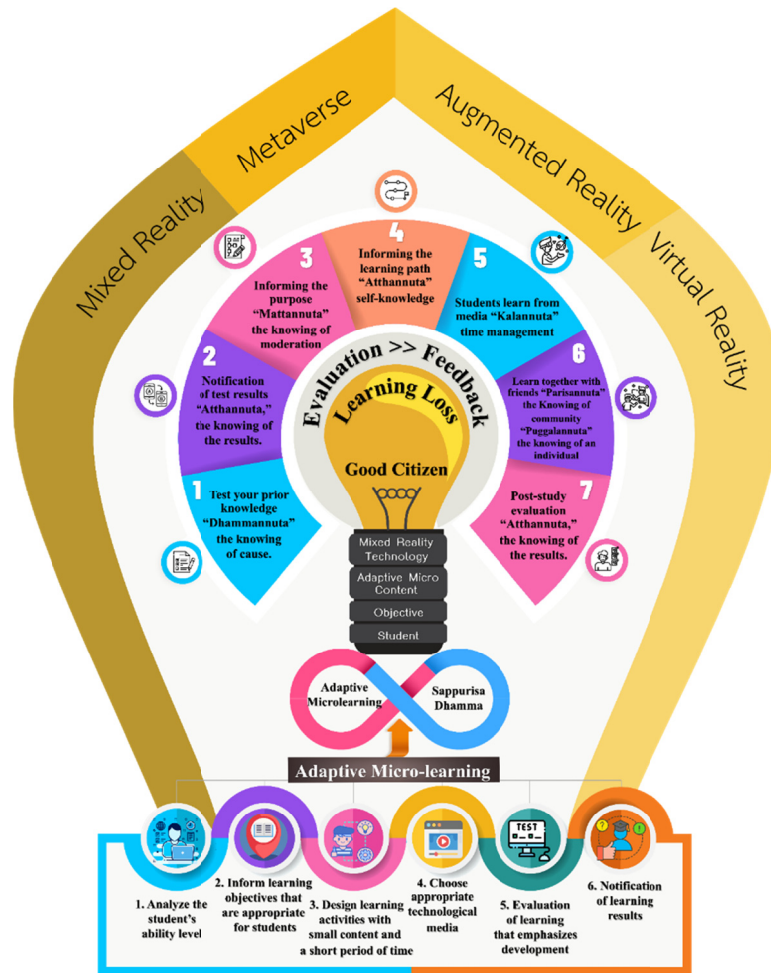 Mixed Reality
Metaverse
Augmented Reality
Virtual Reality
1
Test your prior
knowledge
“Dhammannuta”
the knowing
of cause.
2
Notification
of test results
“Atthannuta,”
the knowing of
the results.
3
Informing
the purpose
“Mattannuta”
the knowing of
moderation
4
Informing the
learning path
“Atthannuta”
self-knowledge
5
Students learn from
media “Kalannuta”
time management
6
Learn together with
friends “Parisannuta”
the Knowing of
community
“Puggalannuta”
the knowing of an
individual
7
Post-study
evaluation
“Atthannuta,”
the knowing of
the results.
Evaluation >> Feedback
Learning Loss
Good Citizen
Mixed Reality
Technology
Adaptive Micro
Content
Objective
Student
Adaptive
Microlearning
Sappurisa
Dhamma
Adaptive Micro-learning
TEST
1. Analyze the
student’s
ability level
2. Inform learning
objectives that
are appropriate
for students
3. Design learning
activities with
small content and
a short period of time
4. Choose
appropriate
technological
media
5. Evaluation
of learning
that emphasizes
development
6. Notification
of learning
results